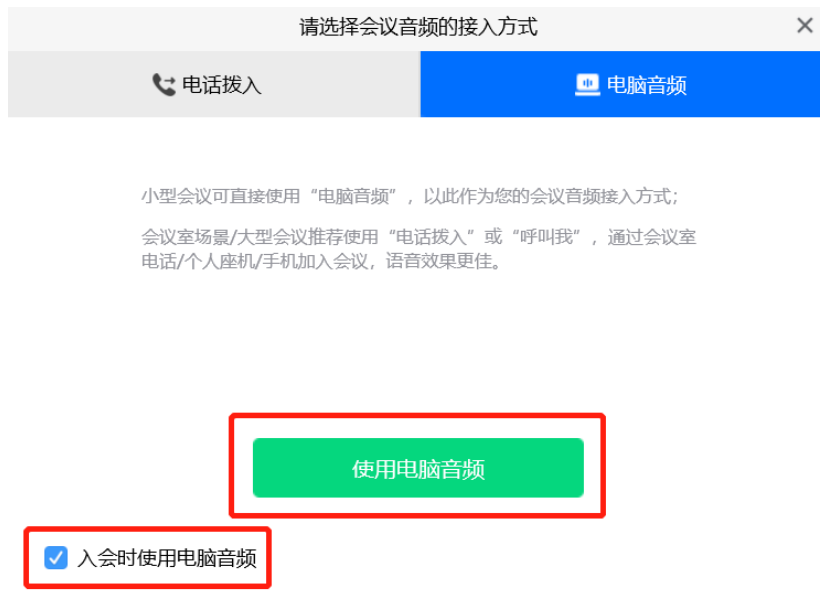 请选择会议音频的接入方式
电话拨入
电脑音频
小型会议可直接使用“电脑音频”，以此作为您的会议音频接入方式；
会议室场景/大型会议推荐使用“电话拨入”或“呼叫我”，通过会议室
电话/个人座机/手机加入会议，语音效果更佳。
使用电脑音频
入会时使用电脑音频